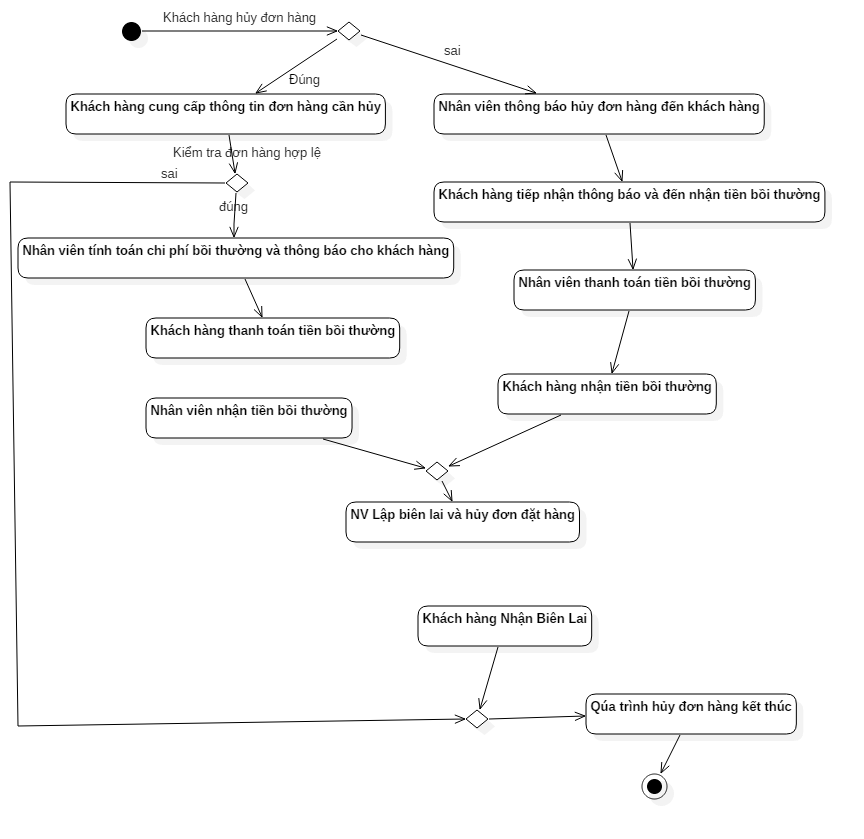 Khách hàng hủy đơn hàng
sai
Đúng
Khách hàng cung cấp thông tin đơn hàng cần hủy
Nhân viên thông báo hủy đơn hàng đến khách hàng
Kiểm tra đơn hàng hợp lệ
sai
đúng
Khách hàng tiếp nhận thông báo và đến nhận tiền bồi thường
Nhân viên tính toán chi phí bồi thường và thông báo cho khách hàng
Nhân viên thanh toán tiền bồi thường
Khách hàng thanh toán tiền bồi thường
Khách hàng nhận tiền bồi thường
Nhân viên nhận tiền bồi thường
NV Lập biên lai và hủy đơn đặt hàng
Khách hàng Nhận Biên Lai
Qúa trình hủy đơn hàng kết thúc